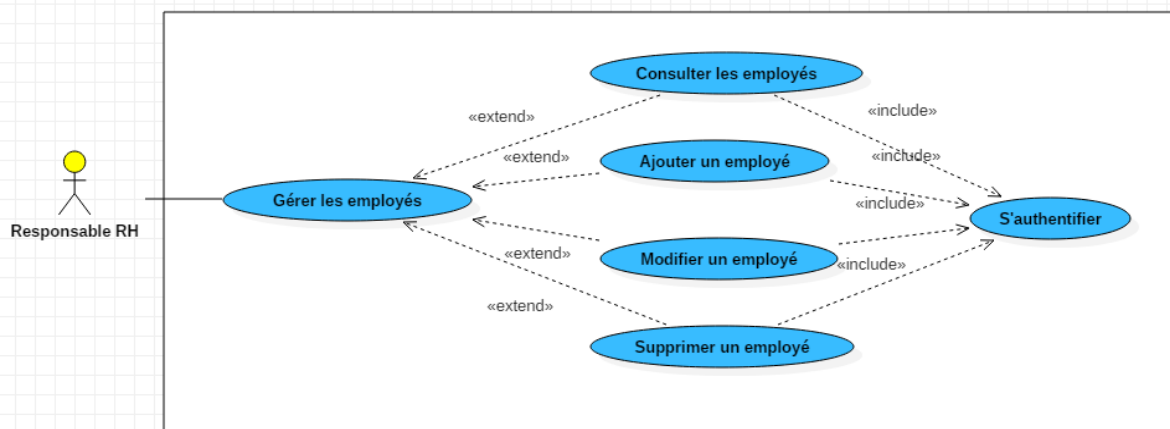 Consulter les employés
«extend»
«include»
«extend»
Ajouter un employé
«include»
Gérer les employés
«include»
S'authentifier
Responsable RH
«extend»
Modifier un employé
«include»
«extend»
Supprimer un employé